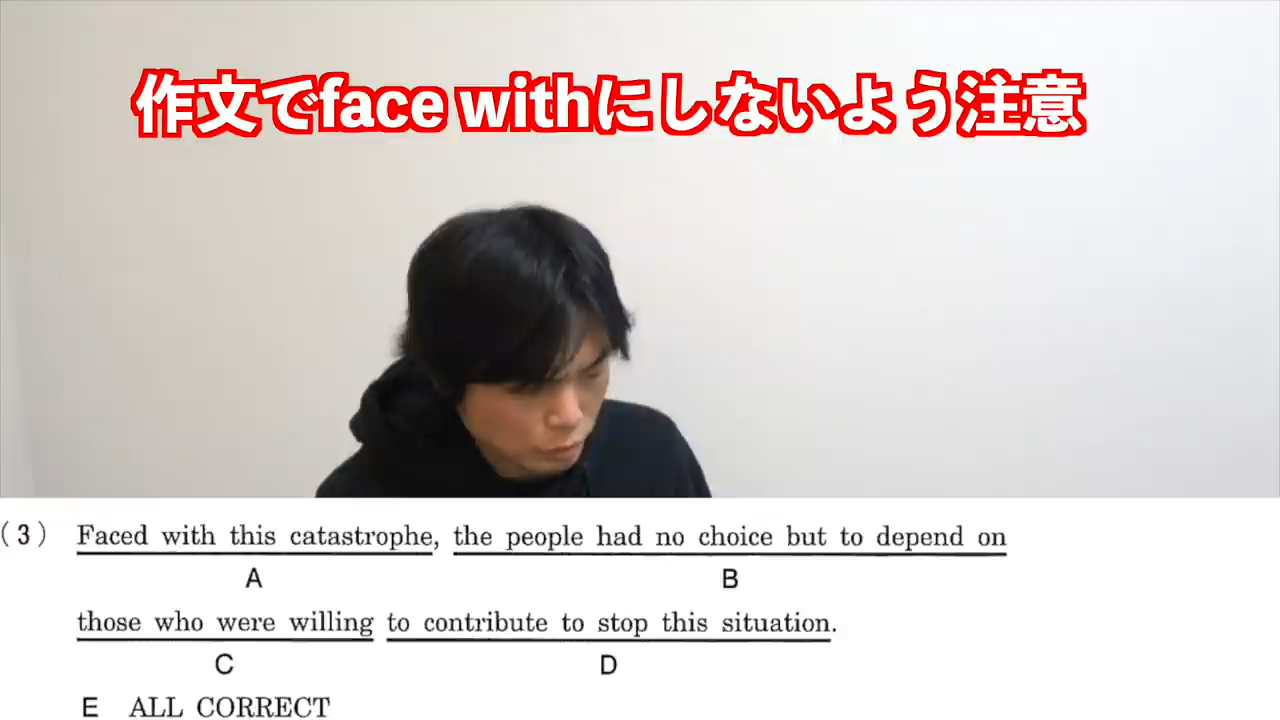 作文でface withにしないよう注意
(3) Faced with this catastrophe, the people had no choice but to depend on
A B
those who were willing to contribute to stop this situation.
C D
E ALL CORRECT